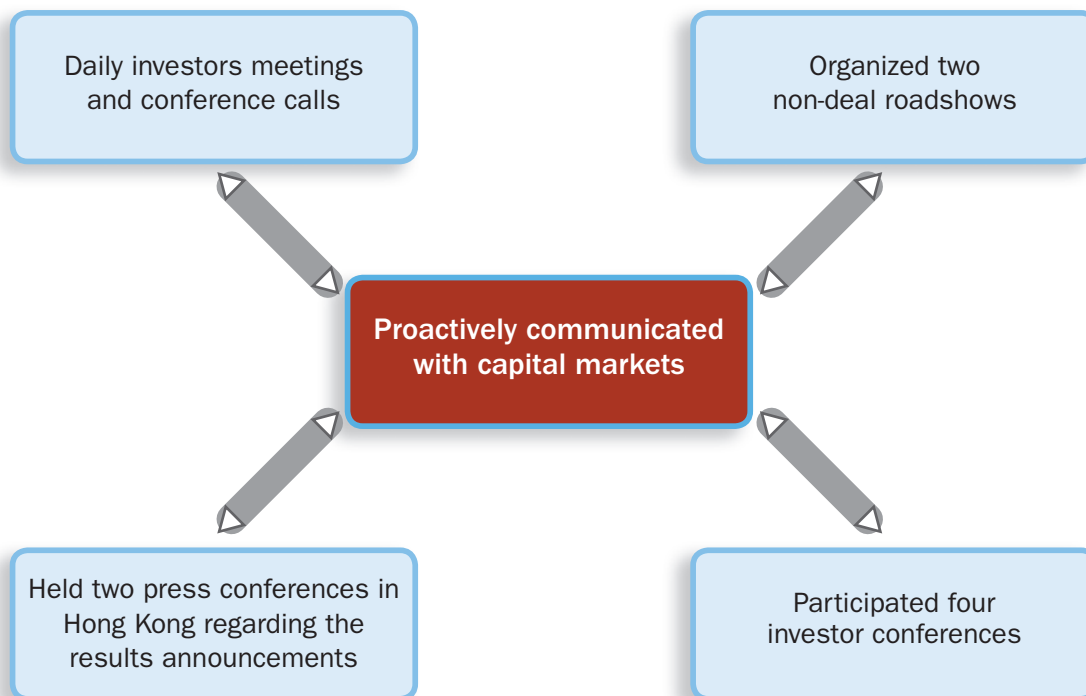 Daily investors meetings
and conference calls
Organized two
non-deal roadshows
Proactively communicated
with capital markets
Held two press conferences in
Hong Kong regarding the
results announcements
Participated four
investor conferences